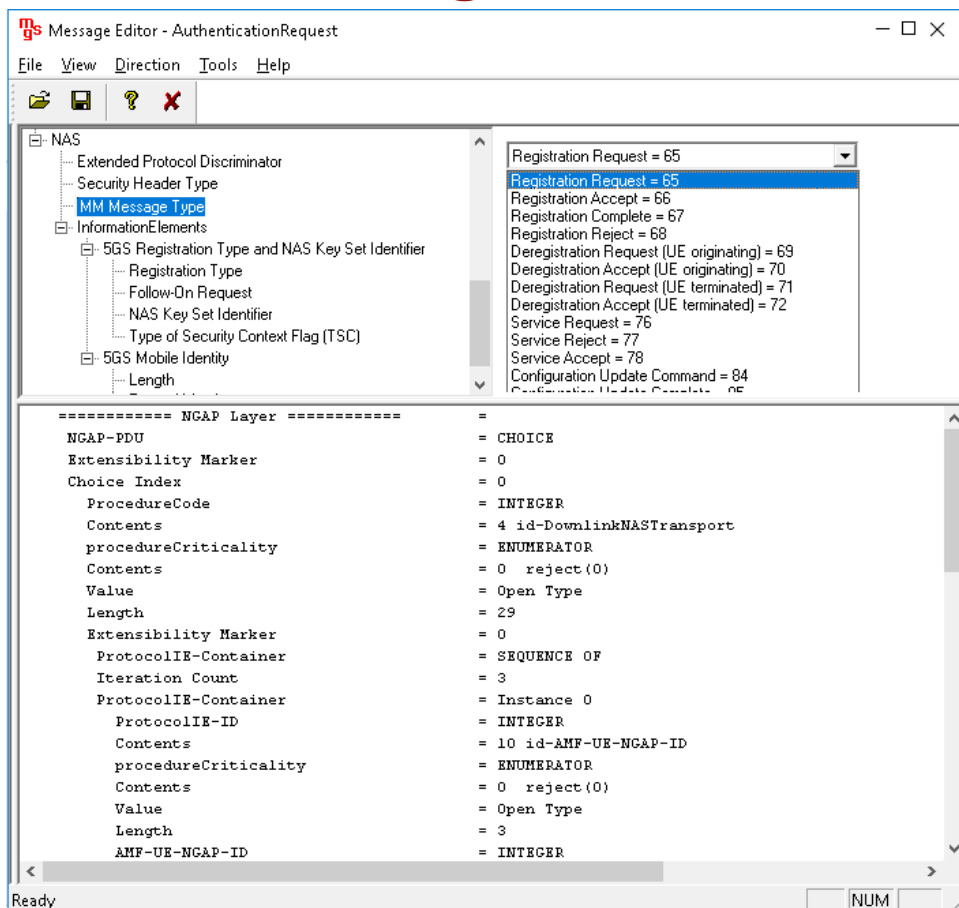 mgs Message Editor - AuthenticationRequest
File View Direction Tools Help
NAS
Extended Protocol Discriminator
Security Header Type
MM Message Type
InformationElements
5GS Registration Type and NAS Key Set Identifier
Registration Type
Follow-On Request
NAS Key Set Identifier
Type of Security Context Flag (TSC)
5GS Mobile Identity
Length
Registration Request = 65
Registration Request = 65
Registration Accept = 66
Registration Complete = 67
Registration Reject = 68
Deregistration Request (UE originating) = 69
Deregistration Accept (UE originating) = 70
Deregistration Request (UE terminated) = 71
Deregistration Accept (UE terminated) = 72
Service Request = 76
Service Reject = 77
Service Accept = 78
Configuration Update Command = 84
============ NGAP Layer ============ =
NGAP-PDU = CHOICE
Extensibility Marker = 0
Choice Index = 0
ProcedureCode = INTEGER
Contents = 4 id-DownlinkNASTransport
procedureCriticality = ENUMERATOR
Contents = 0 reject(0)
Value = Open Type
Length = 29
Extensibility Marker = 0
ProtocolIE-Container = SEQUENCE OF
Iteration Count = 3
ProtocolIE-Container = Instance 0
ProtocolIE-ID = INTEGER
Contents = 10 id-AMF-UE-NGAP-ID
procedureCriticality = ENUMERATOR
Contents = 0 reject(0)
Value = Open Type
Length = 3
AMF-UE-NGAP-ID = INTEGER
Ready NUM